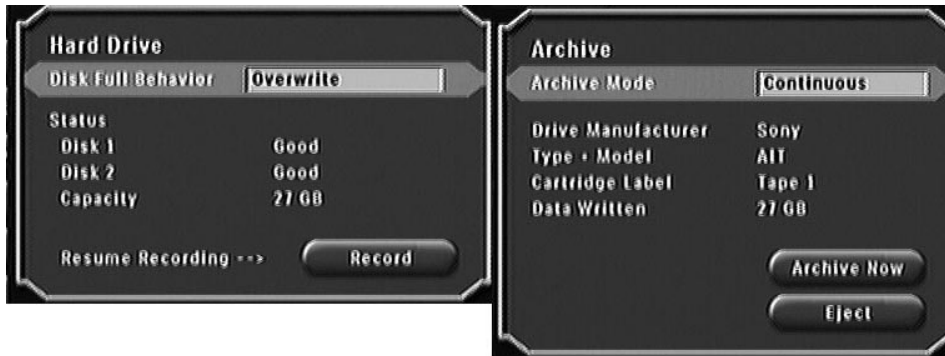 Hard Drive
Disk Full Behavior Overwrite
Status
Disk 1 Good
Disk 2 Good
Capacity 27 GB
Resume Recording --> Record
Archive
Archive Mode Continuous
Drive Manufacturer Sony
Type + Model AIT
Cartridge Label Tape 1
Data Written 27 GB
Archive Now
Eject